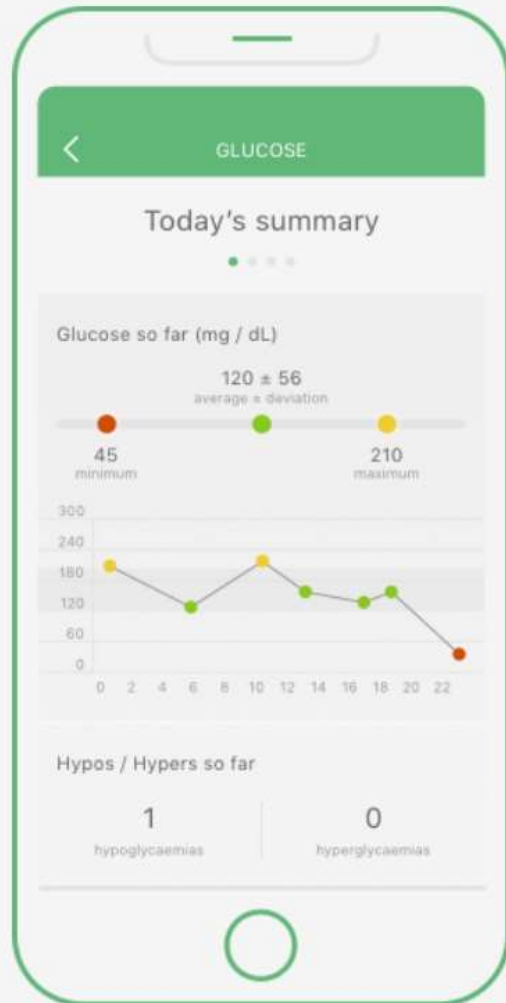 GLUCOSE
Today's summary
Glucose so far (mg / dL)
120 ± 56
average ± deviation
45
210
minimum
maximum
300
240
180
120
60
0
0 2 4 6 8 10 12 14 16 18 20 22
Hypos / Hypers so far
1
0
hypoglycaemias
hyperglycaemias